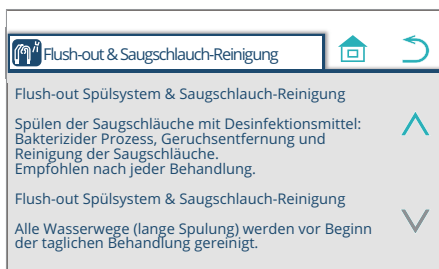 Flush-out & Saugschlauch-Reinigung
Flush-out Spülsystem & Saugschlauch-Reinigung
Spülen der Saugschläuche mit Desinfektionsmittel:
Bakterizider Prozess, Geruchsentfernung und
Reinigung der Saugschläuche.
Empfohlen nach jeder Behandlung.
Flush-out Spülsystem & Saugschlauch-Reinigung
Alle Wasserwege (lange Spulung) werden vor Beginn
der taglichen Behandlung gereinigt.